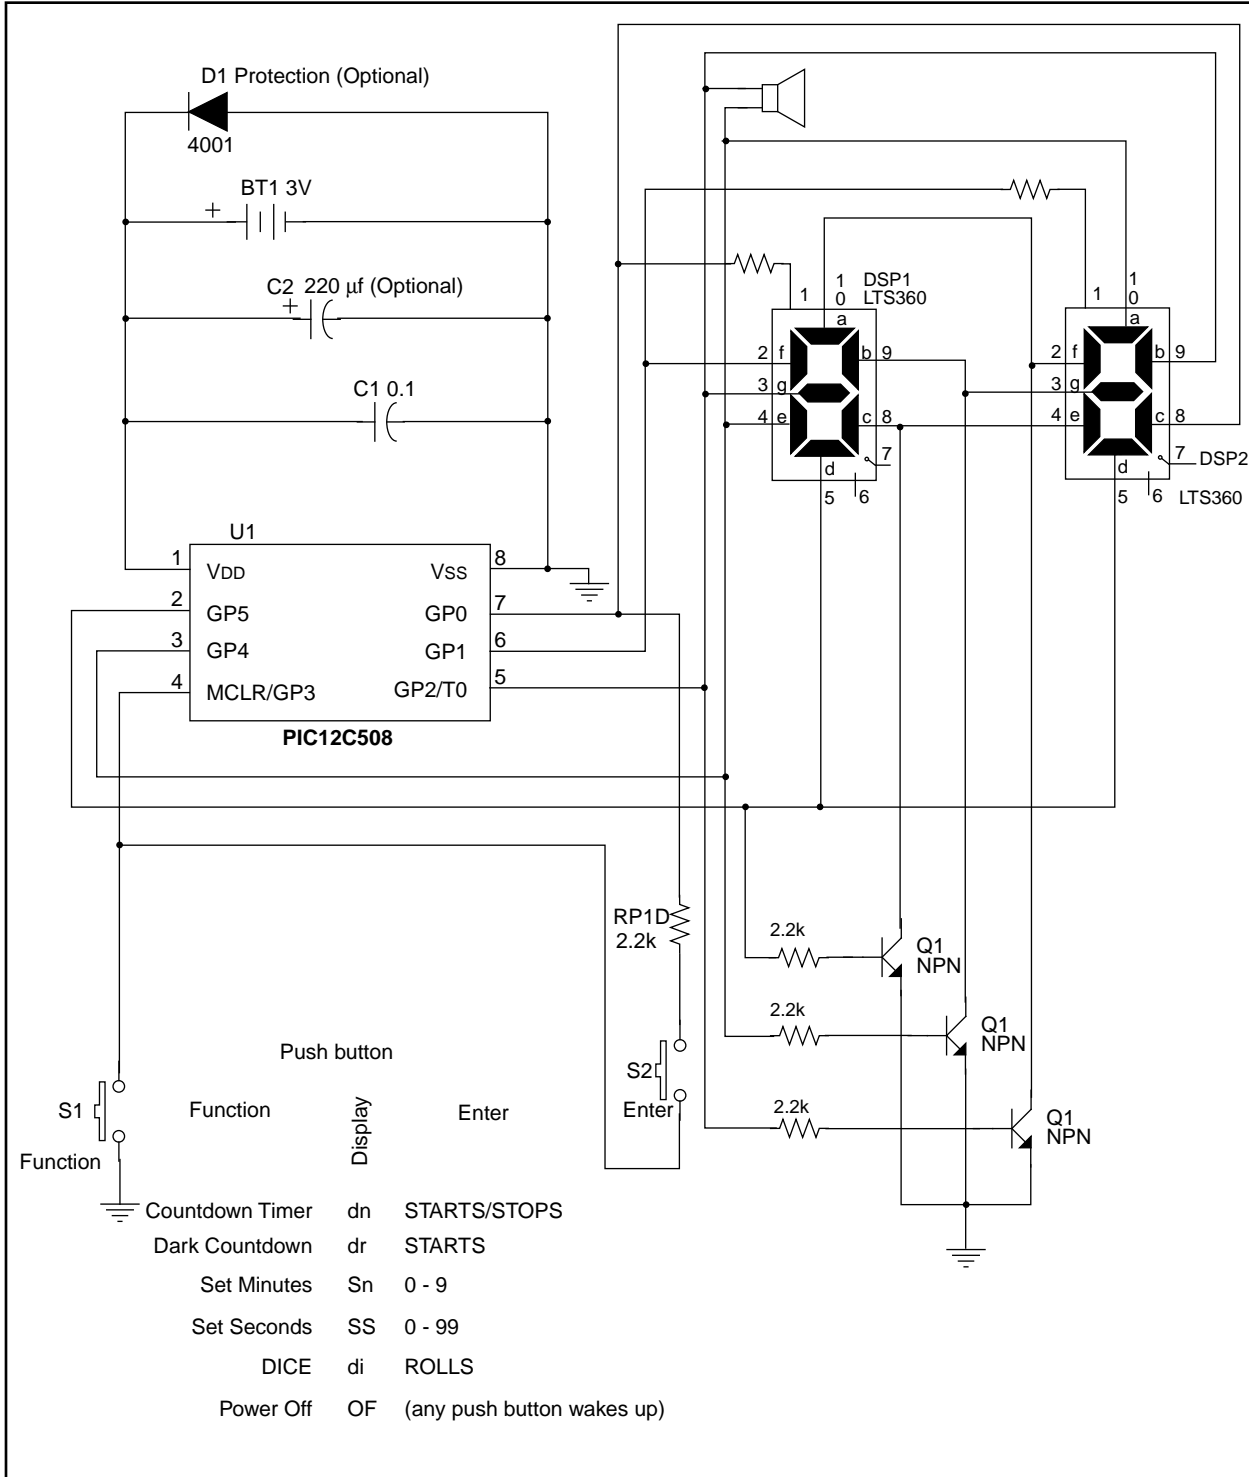 D1 Protection (Optional)
4001
BT1 3V
+
C2 220 µf (Optional)
+
C1 0.1
1
1
0
DSP1
LTS360
a
2 f
b 9
3 g
4 e
c 8
7
d
5
6
1
1
0
a
2 f
b 9
3 g
4 e
c 8
7
DSP2
d
5
6
LTS360
U1
1
VDD
VSS
8
2
GP5
GP0
7
3
GP4
GP1
6
4
MCLR/GP3
GP2/T0
5
PIC12C508
RP1D
2.2k
2.2k
Q1
NPN
2.2k
Q1
NPN
2.2k
Q1
NPN
S2
Enter
S1
Function
Push button
Function
Display
Enter
Countdown Timer dn STARTS/STOPS
Dark Countdown dr STARTS
Set Minutes Sn 0 - 9
Set Seconds SS 0 - 99
DICE di ROLLS
Power Off OF (any push button wakes up)